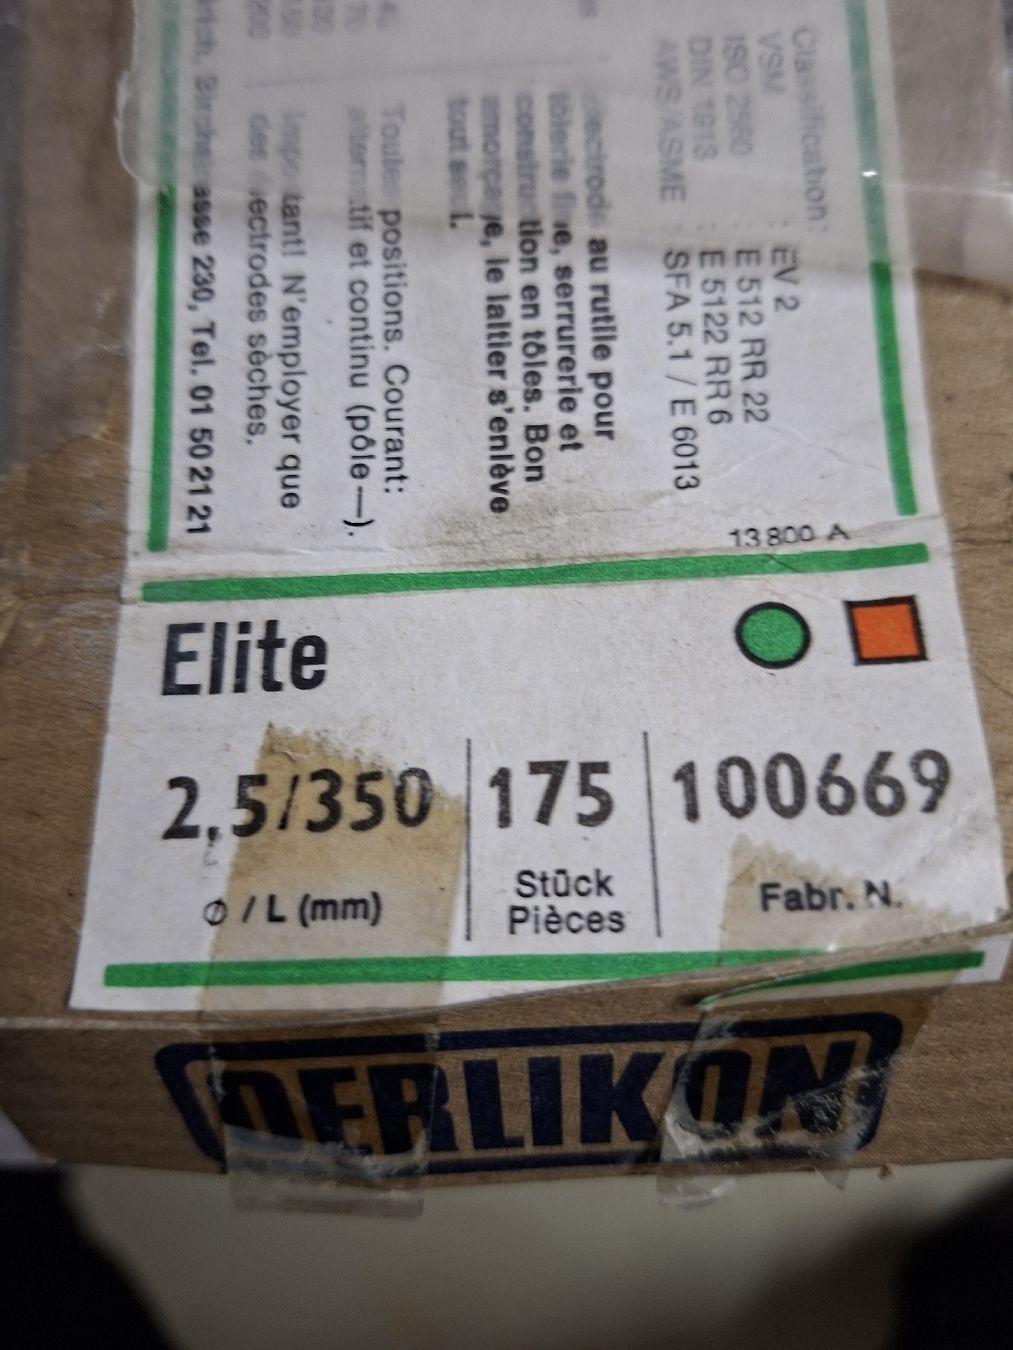 Classification:
VSM : EV 2
ISO 2560 : E 512 RR 22
DIN 1913 : E 5122 RR 6
AWS/ASME : SFA 5.1 / E 6013
électrode au rutile pour
tôlerie fine, serrurerie et
construction en tôles. Bon
amorçage, le laitier s'enlève
tout seul.
Toutes positions. Courant:
alternatif et continu (pôle —).
Important! N'employer que
des électrodes sèches.
asse 230, Tel. 01 50 21 21
13 800 A
Elite
2,5/350
175
100669
Ø / L (mm)
Stück
Pièces
Fabr. N.
OERLIKON